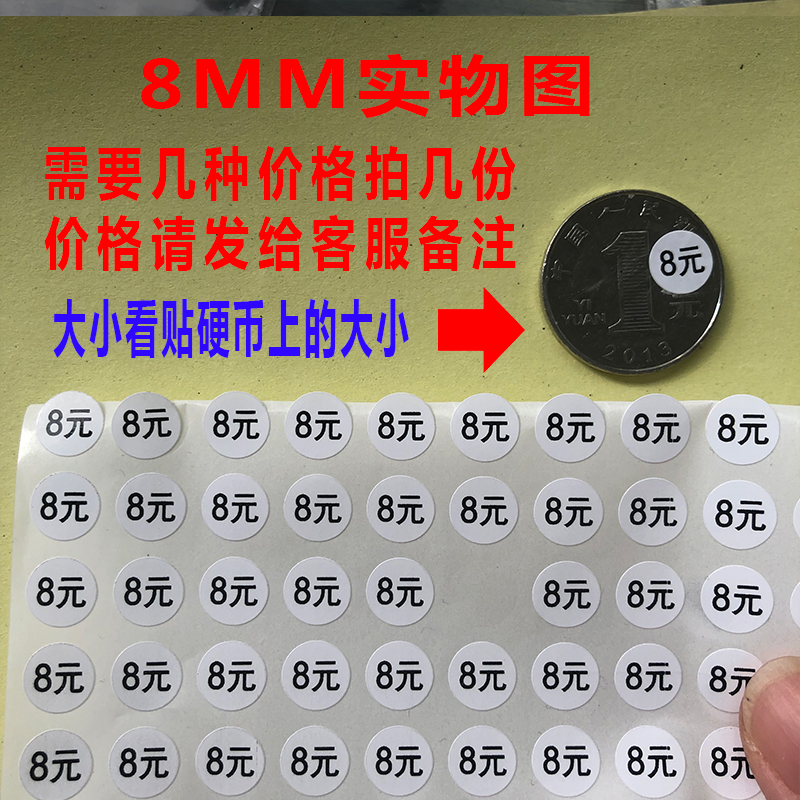 8MM实物图
需要几种价格拍几份
价格请发给客服备注
大小看贴硬币上的大小
8元
1
元
YI
YUAN
2013
8元 8元 8元 8元 8元 8元 8元 8元 8元
8元 8元 8元 8元 8元 8元 8元 8元 8元
8元 8元 8元 8元 8元 8元 8元 8元
8元 8元 8元 8元 8元 8元 8元 8元 8元
8元 8元 8元 8元 8元 8元 8元 8元 8元